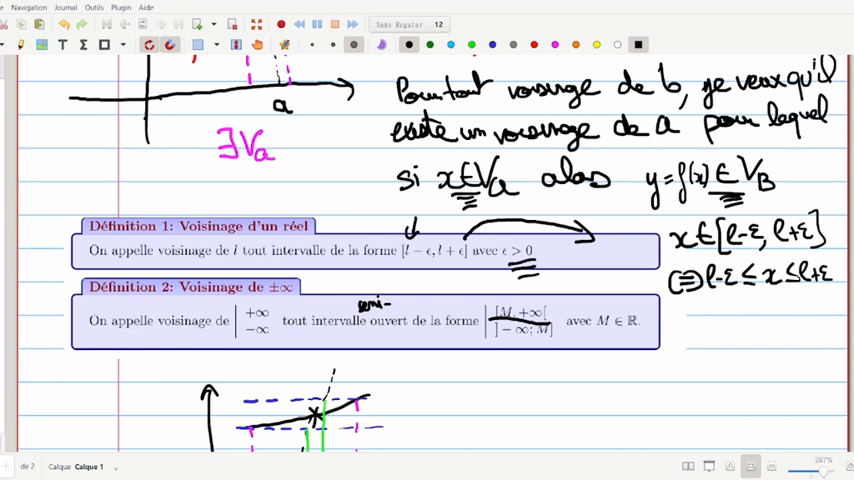 Navigation Journal Outils Plugin Aide
Sans Regular 12
a
∃Va
Pour tout voisinage de b, je veux qu'il
existe un voisinage de a pour lequel
si x∈Va alors y=f(x)∈VB
Définition 1: Voisinage d'un réel
On appelle voisinage de l tout intervalle de la forme [l − ϵ, l + ϵ] avec ϵ > 0
x∈[l-ε, l+ε]
(⇔) l-ε ≤ x ≤ l+ε
Définition 2: Voisinage de ±∞
semi-
On appelle voisinage de | +∞ tout intervalle ouvert de la forme | [M, +∞[ avec M ∈ ℝ.
−∞ ] − ∞; M]
de 2 Calque Calque 1
287%